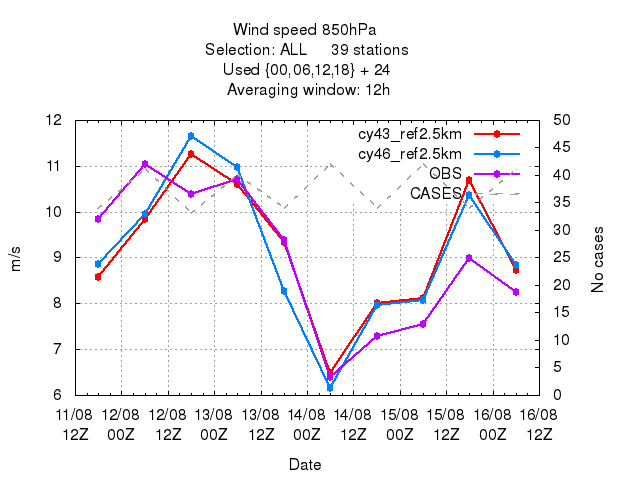 Wind speed 850hPa
Selection: ALL 39 stations
Used {00,06,12,18} + 24
Averaging window: 12h
12 50
cy43_ref2.5km
45
cy46_ref2.5km
11 40
OBS
CASES
35
10
30
9 25
m/s
No cases
20
8
15
10
7
5
6 0
11/08 12/08 12/08 13/08 13/08 14/08 14/08 15/08 15/08 16/08 16/08
12Z 00Z 12Z 00Z 12Z 00Z 12Z 00Z 12Z 00Z 12Z
Date